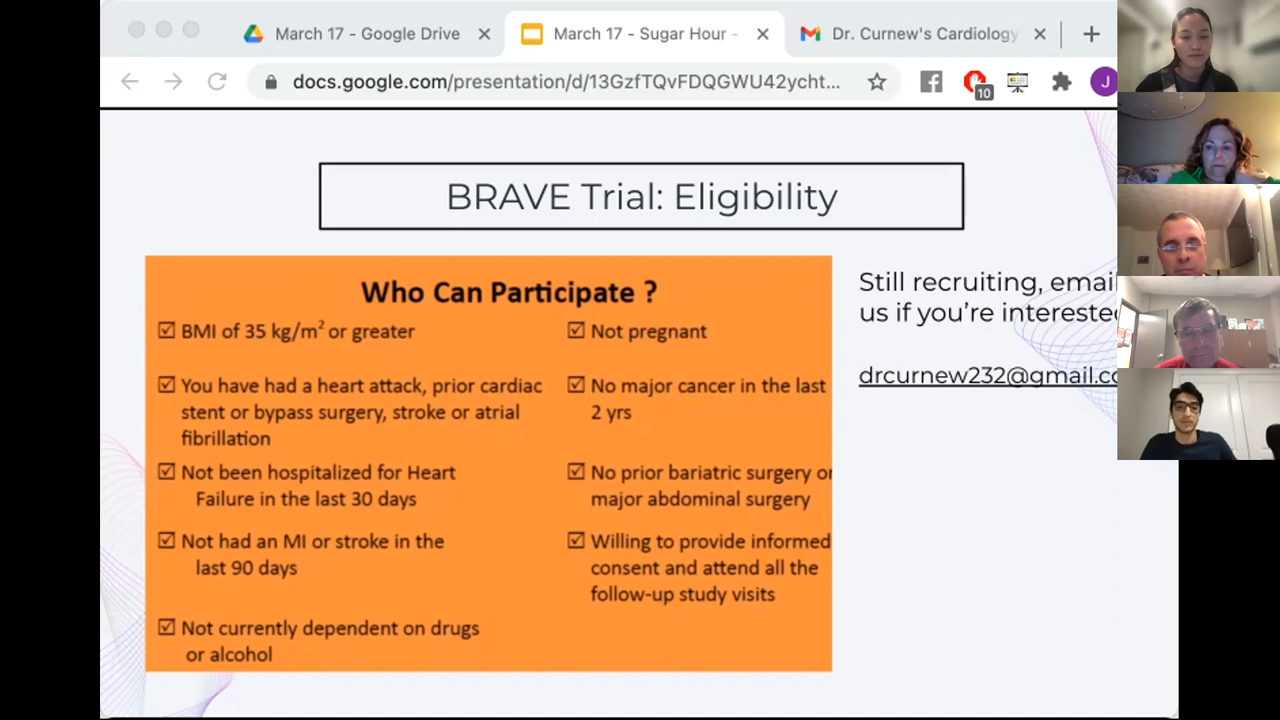 March 17 - Google Drive
March 17 - Sugar Hour -
Dr. Curnew's Cardiology
docs.google.com/presentation/d/13GzfTQvFDQGWU42ycht...
10
J
BRAVE Trial: Eligibility
Who Can Participate ?
☑ BMI of 35 kg/m² or greater
☑ You have had a heart attack, prior cardiac
stent or bypass surgery, stroke or atrial
fibrillation
☑ Not been hospitalized for Heart
Failure in the last 30 days
☑ Not had an MI or stroke in the
last 90 days
☑ Not currently dependent on drugs
or alcohol
☑ Not pregnant
☑ No major cancer in the last
2 yrs
☑ No prior bariatric surgery or
major abdominal surgery
☑ Willing to provide informed
consent and attend all the
follow-up study visits
Still recruiting, email
us if you're interested
drcurnew232@gmail.co